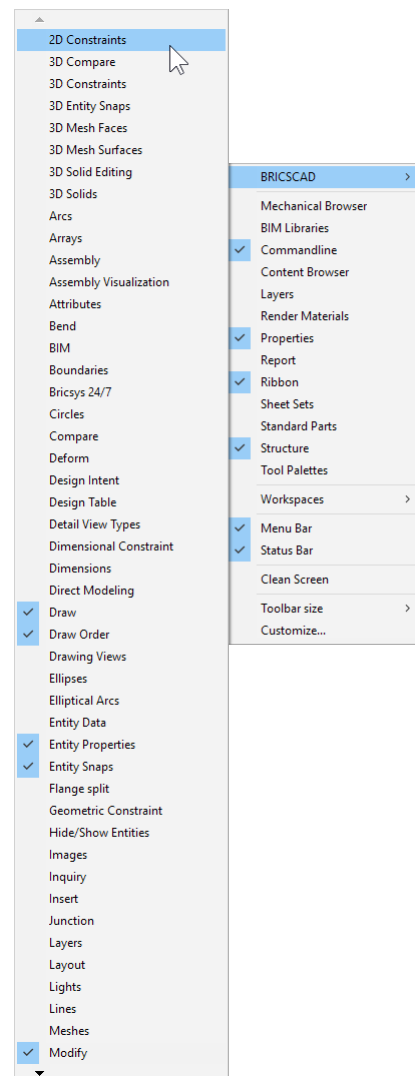 2D Constraints
3D Compare
3D Constraints
3D Entity Snaps
3D Mesh Faces
3D Mesh Surfaces
3D Solid Editing
3D Solids
Arcs
Arrays
Assembly
Assembly Visualization
Attributes
Bend
BIM
Boundaries
Bricsys 24/7
Circles
Compare
Deform
Design Intent
Design Table
Detail View Types
Dimensional Constraint
Dimensions
Direct Modeling
Draw
Draw Order
Drawing Views
Ellipses
Elliptical Arcs
Entity Data
Entity Properties
Entity Snaps
Flange split
Geometric Constraint
Hide/Show Entities
Images
Inquiry
Insert
Junction
Layers
Layout
Lights
Lines
Meshes
Modify
BRICSCAD
Mechanical Browser
BIM Libraries
Commandline
Content Browser
Layers
Render Materials
Properties
Report
Ribbon
Sheet Sets
Standard Parts
Structure
Tool Palettes
Workspaces
Menu Bar
Status Bar
Clean Screen
Toolbar size
Customize...